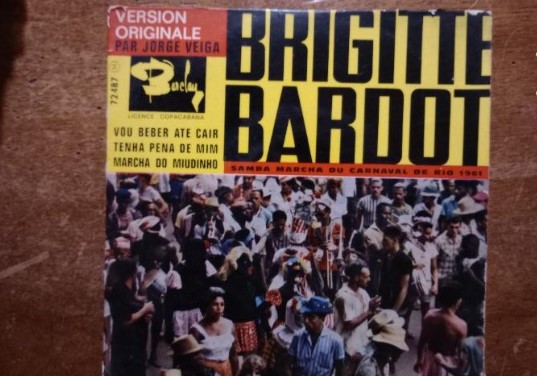 VERSION
ORIGINALE
PAR JORGE VEIGA
BRIGITTE
BARDOT
72487
Barclay
LICENCE COPACABANA
VOU BEBER ATE CAIR
TENHA PENA DE MIM
MARCHA DO MIUDINHO
SAMBA MARCHA DU CARNAVAL DE RIO 1961